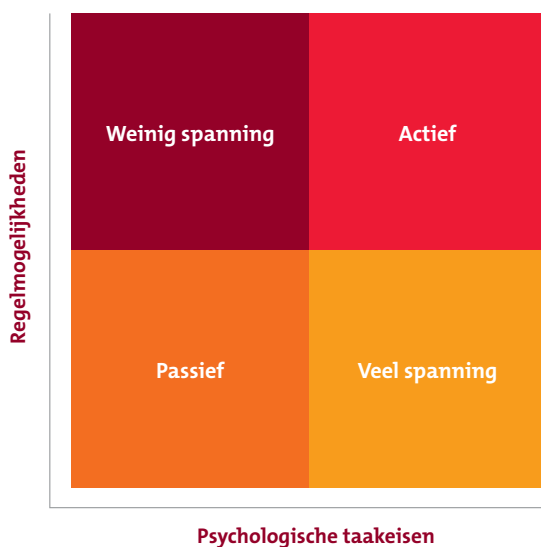 Regelmogelijkheden
Weinig spanning
Actief
Passief
Veel spanning
Psychologische taakeisen